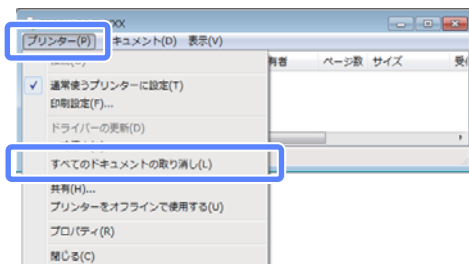 xx
プリンター(P) キュメント(D) 表示(V)
有者 ページ数 サイズ 受
通常使うプリンターに設定(T)
印刷設定(F)...
ドライバーの更新(D)
すべてのドキュメントの取り消し(L)
共有(H)...
プリンターをオフラインで使用する(U)
プロパティ(R)
閉じる(C)